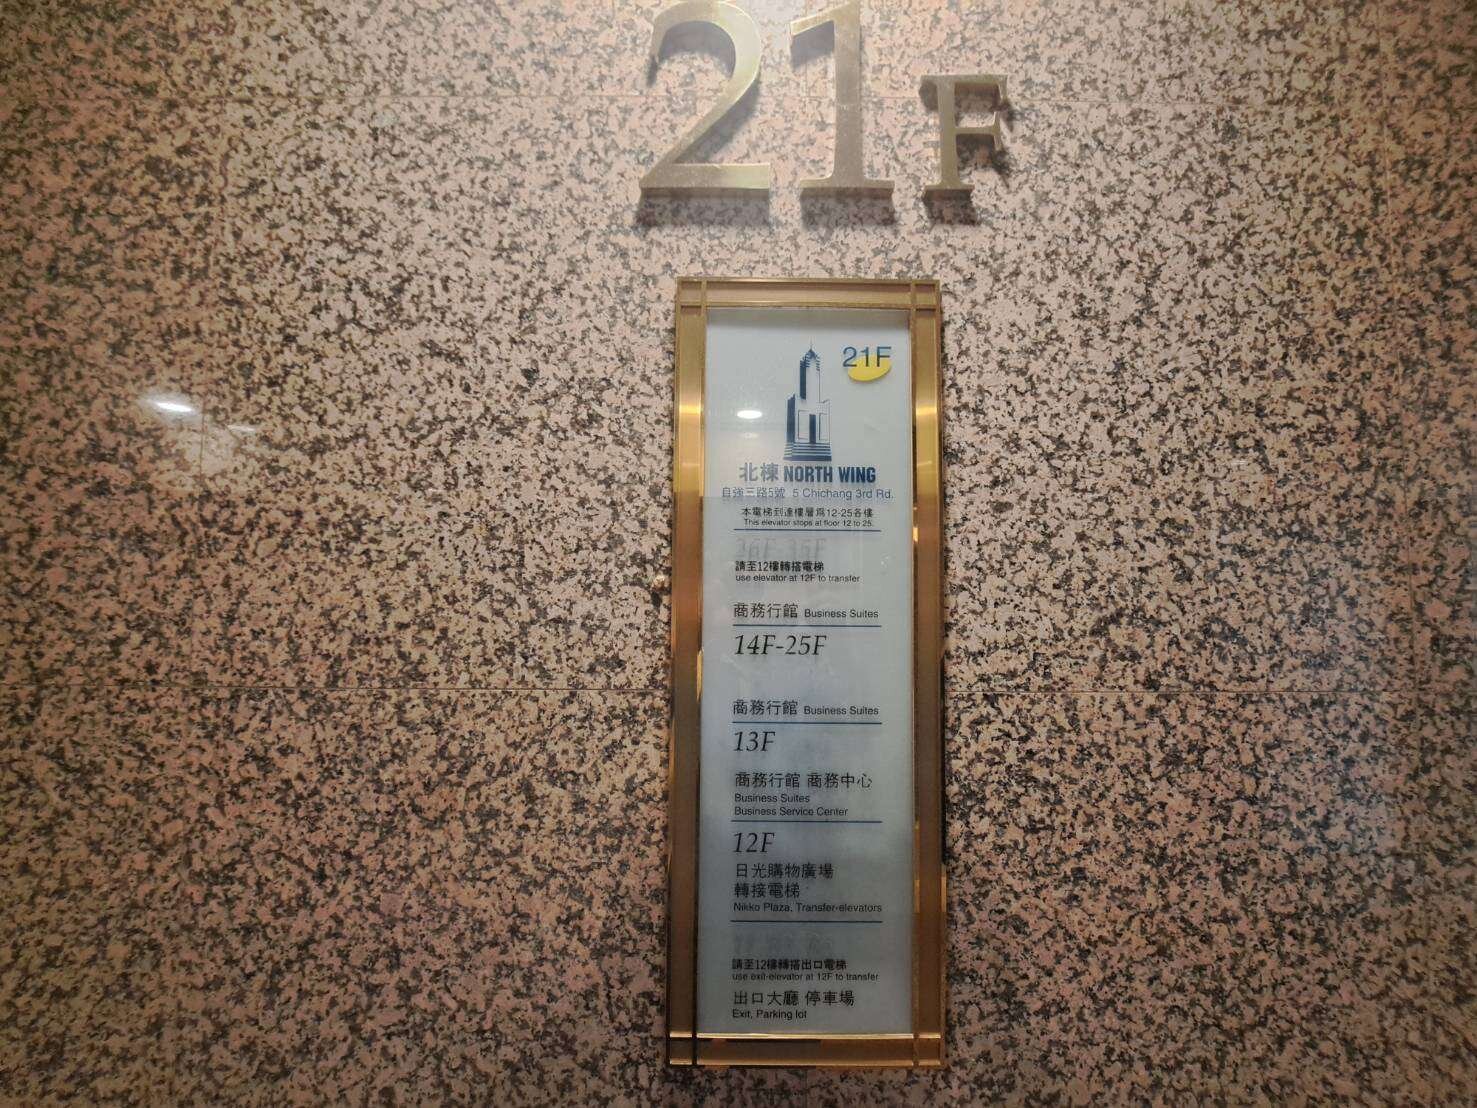 21F
21F
北棟 NORTH WING
自強三路5號 5 Chichang 3rd Rd.
本電梯到達樓層為12-25各樓
This elevator stops at floor 12 to 25.
請至12樓轉搭電梯
use elevator at 12F to transfer
商務行館 Business Suites
14F-25F
商務行館 Business Suites
13F
商務行館 商務中心
Business Suites
Business Service Center
12F
日光購物廣場
轉接電梯
Nikko Plaza, Transfer-elevators
請至12樓轉搭出口電梯
use exit-elevator at 12F to transfer
出口大廳 停車場
Exit, Parking lot